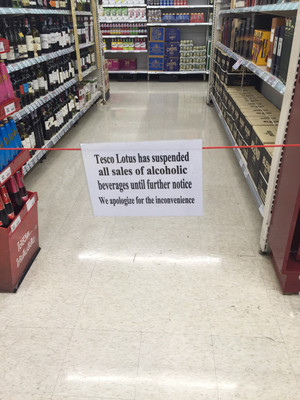 Tesco Lotus has suspended
all sales of alcoholic
beverages until further notice
We apologize for the inconvenience